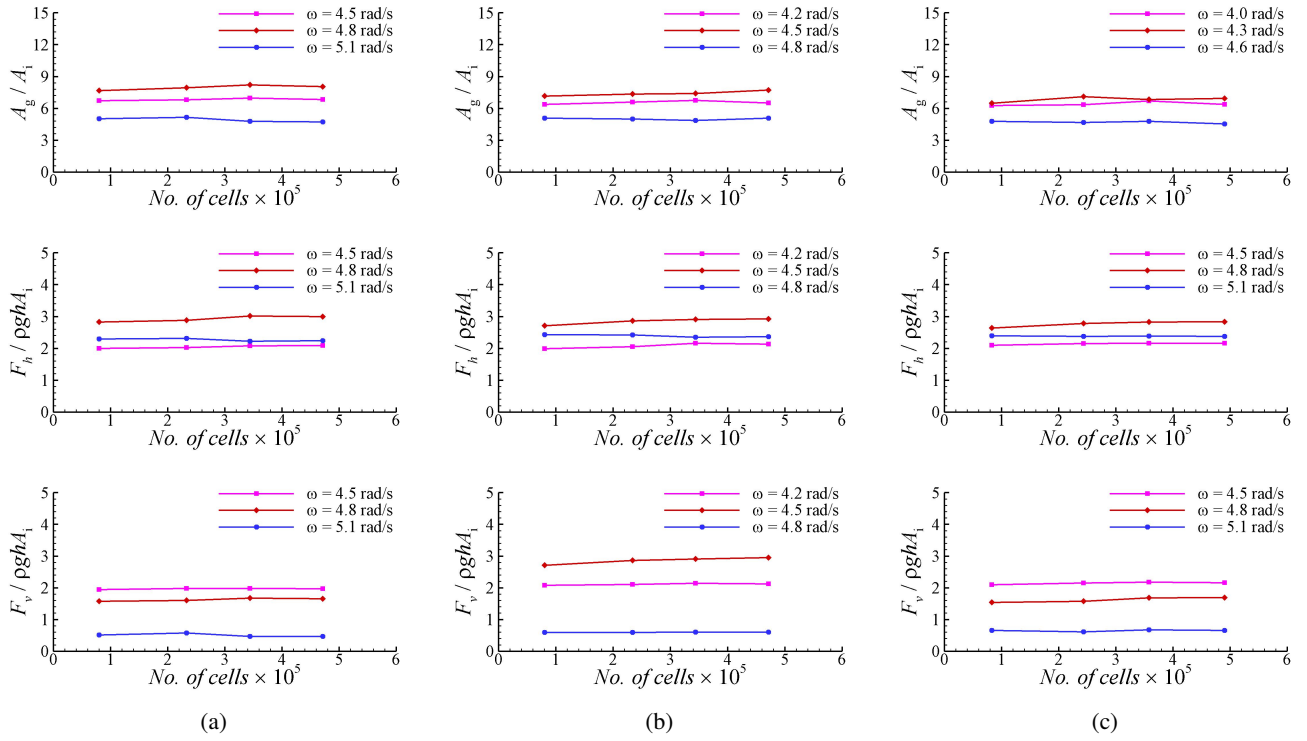 ω = 4.5 rad/s
ω = 4.8 rad/s
ω = 5.1 rad/s
15
12
9
6
3
0
A_g / A_i
0 1 2 3 4 5 6
No. of cells × 10^5
ω = 4.2 rad/s
ω = 4.5 rad/s
ω = 4.8 rad/s
15
12
9
6
3
0
A_g / A_i
0 1 2 3 4 5 6
No. of cells × 10^5
ω = 4.0 rad/s
ω = 4.3 rad/s
ω = 4.6 rad/s
15
12
9
6
3
0
A_g / A_i
0 1 2 3 4 5 6
No. of cells × 10^5
ω = 4.5 rad/s
ω = 4.8 rad/s
ω = 5.1 rad/s
5
4
3
2
1
0
F_h / ρghA_i
0 1 2 3 4 5 6
No. of cells × 10^5
ω = 4.2 rad/s
ω = 4.5 rad/s
ω = 4.8 rad/s
5
4
3
2
1
0
F_h / ρghA_i
0 1 2 3 4 5 6
No. of cells × 10^5
ω = 4.5 rad/s
ω = 4.8 rad/s
ω = 5.1 rad/s
5
4
3
2
1
0
F_h / ρghA_i
0 1 2 3 4 5 6
No. of cells × 10^5
ω = 4.5 rad/s
ω = 4.8 rad/s
ω = 5.1 rad/s
5
4
3
2
1
0
F_v / ρghA_i
0 1 2 3 4 5 6
No. of cells × 10^5
ω = 4.2 rad/s
ω = 4.5 rad/s
ω = 4.8 rad/s
5
4
3
2
1
0
F_v / ρghA_i
0 1 2 3 4 5 6
No. of cells × 10^5
ω = 4.5 rad/s
ω = 4.8 rad/s
ω = 5.1 rad/s
5
4
3
2
1
0
F_v / ρghA_i
0 1 2 3 4 5 6
No. of cells × 10^5
(a)
(b)
(c)